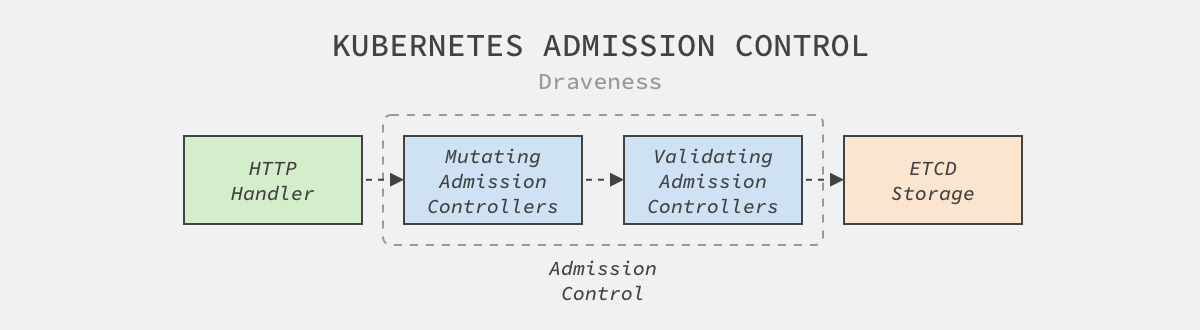 KUBERNETES ADMISSION CONTROL
Draveness
HTTP
Handler
Mutating
Admission
Controllers
Validating
Admission
Controllers
ETCD
Storage
Admission
Control